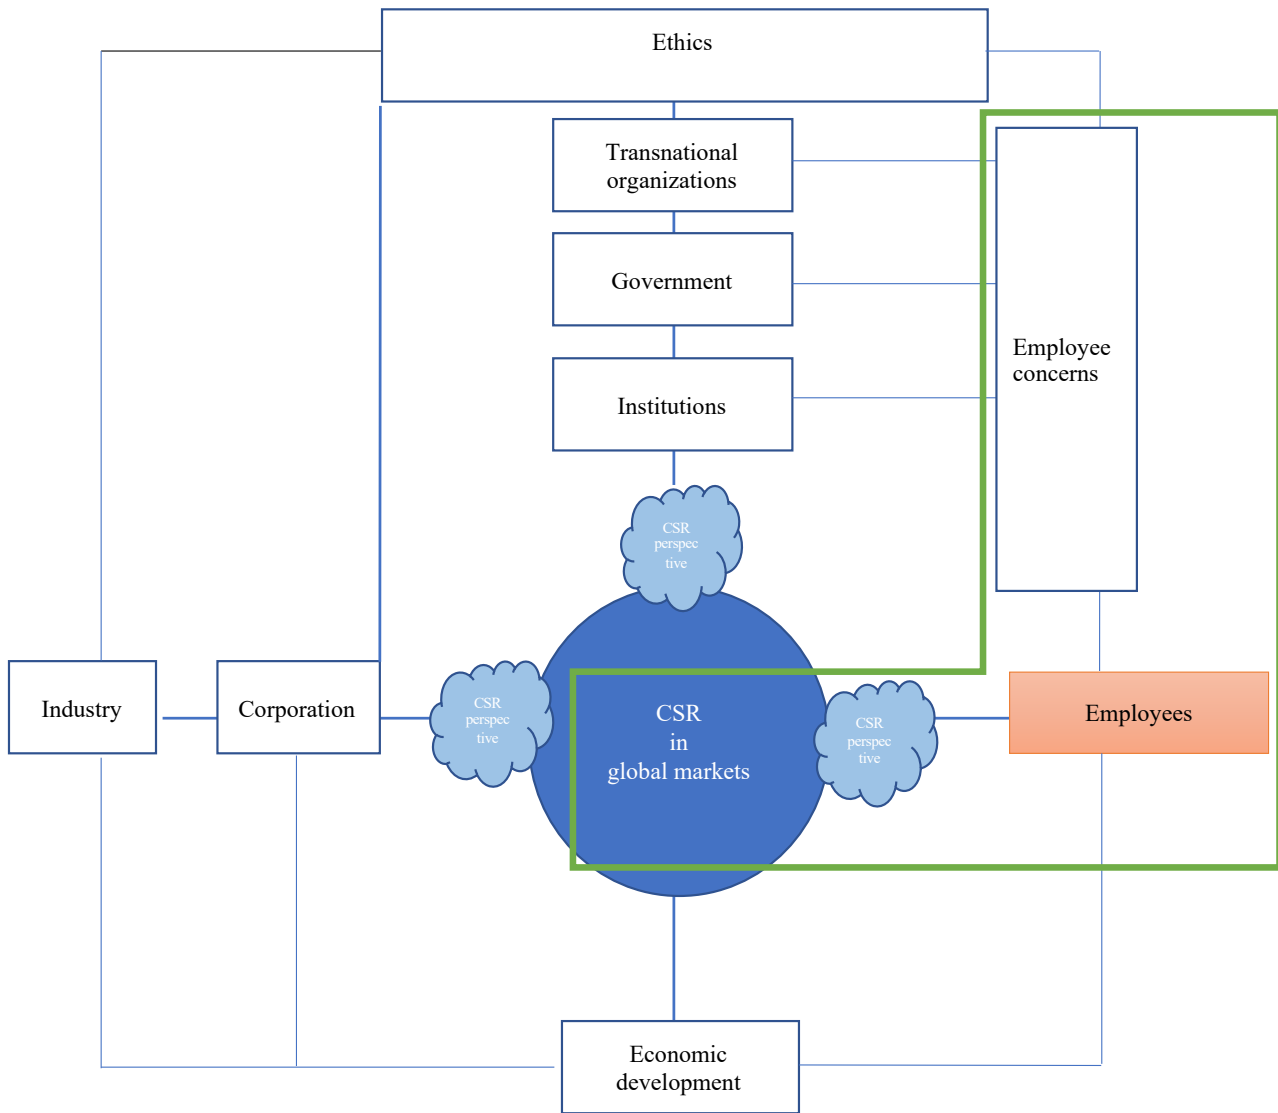 Ethics
Transnational
organizations
Government
Employee
concerns
Institutions
CSR
perspec
tive
Industry
Corporation
CSR
perspec
tive
CSR
in
global markets
CSR
perspec
tive
Employees
Economic
development